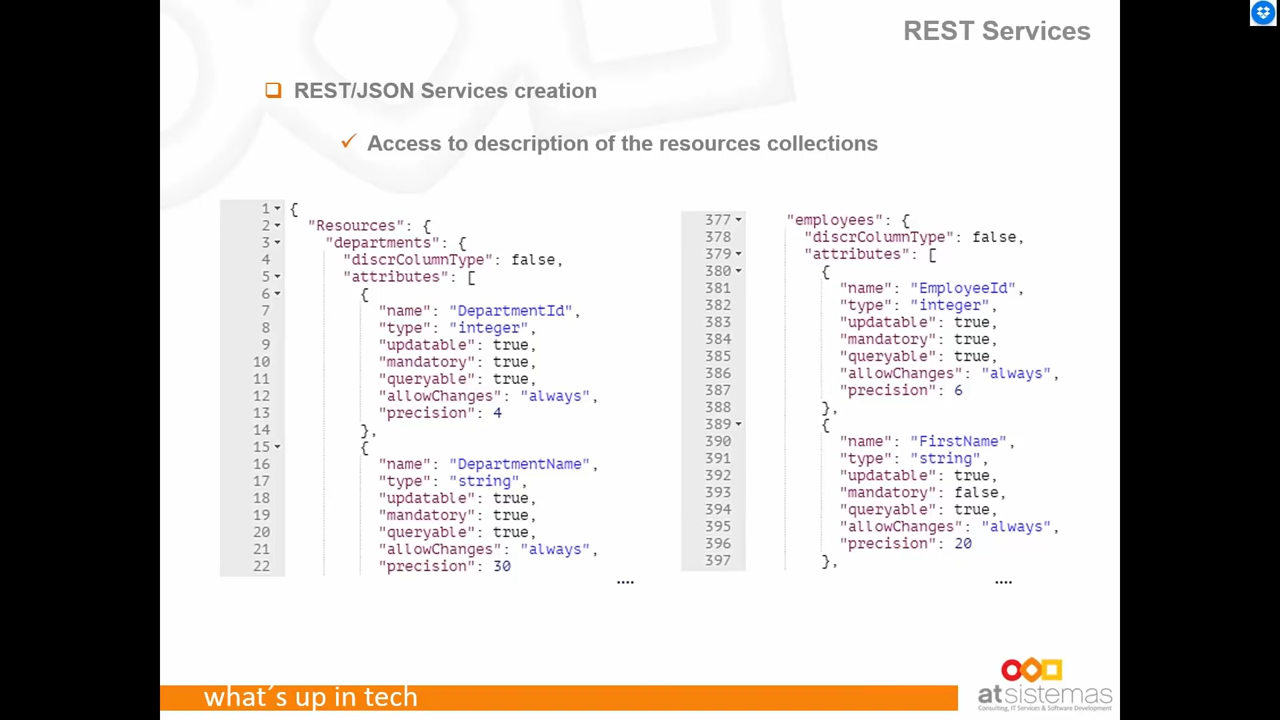 REST Services
REST/JSON Services creation
Access to description of the resources collections
1 {
2 "Resources": {
3 "departments": {
4 "discrColumnType": false,
5 "attributes": [
6 {
7 "name": "DepartmentId",
8 "type": "integer",
9 "updatable": true,
10 "mandatory": true,
11 "queryable": true,
12 "allowChanges": "always",
13 "precision": 4
14 },
15 {
16 "name": "DepartmentName",
17 "type": "string",
18 "updatable": true,
19 "mandatory": true,
20 "queryable": true,
21 "allowChanges": "always",
22 "precision": 30
....
377 "employees": {
378 "discrColumnType": false,
379 "attributes": [
380 {
381 "name": "EmployeeId",
382 "type": "integer",
383 "updatable": true,
384 "mandatory": true,
385 "queryable": true,
386 "allowChanges": "always",
387 "precision": 6
388 },
389 {
390 "name": "FirstName",
391 "type": "string",
392 "updatable": true,
393 "mandatory": false,
394 "queryable": true,
395 "allowChanges": "always",
396 "precision": 20
397 },
....
what´s up in tech
atsistemas
Consulting, IT Services & Software Development